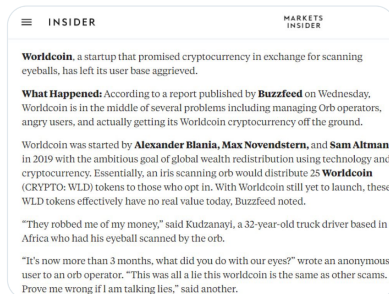 INSIDER
MARKETS
INSIDER
Worldcoin, a startup that promised cryptocurrency in exchange for scanning
eyeballs, has left its user base aggrieved.
What Happened: According to a report published by Buzzfeed on Wednesday,
Worldcoin is in the middle of several problems including managing Orb operators,
angry users, and actually getting its Worldcoin cryptocurrency off the ground.
Worldcoin was started by Alexander Blania, Max Novendstern, and Sam Altman
in 2019 with the ambitious goal of global wealth redistribution using technology and
cryptocurrency. Essentially, an iris scanning orb would distribute 25 Worldcoin
(CRYPTO: WLD) tokens to those who opt in. With Worldcoin still yet to launch, these
WLD tokens effectively have no real value today, Buzzfeed noted.
“They robbed me of my money,” said Kudzanayi, a 32-year-old truck driver based in
Africa who had his eyeball scanned by the orb.
“It’s now more than 3 months, what did you do with our eyes?” wrote an anonymous
user to an orb operator. “This was all a lie this worldcoin is the same as other scams.
Prove me wrong if I am talking lies,” said another.